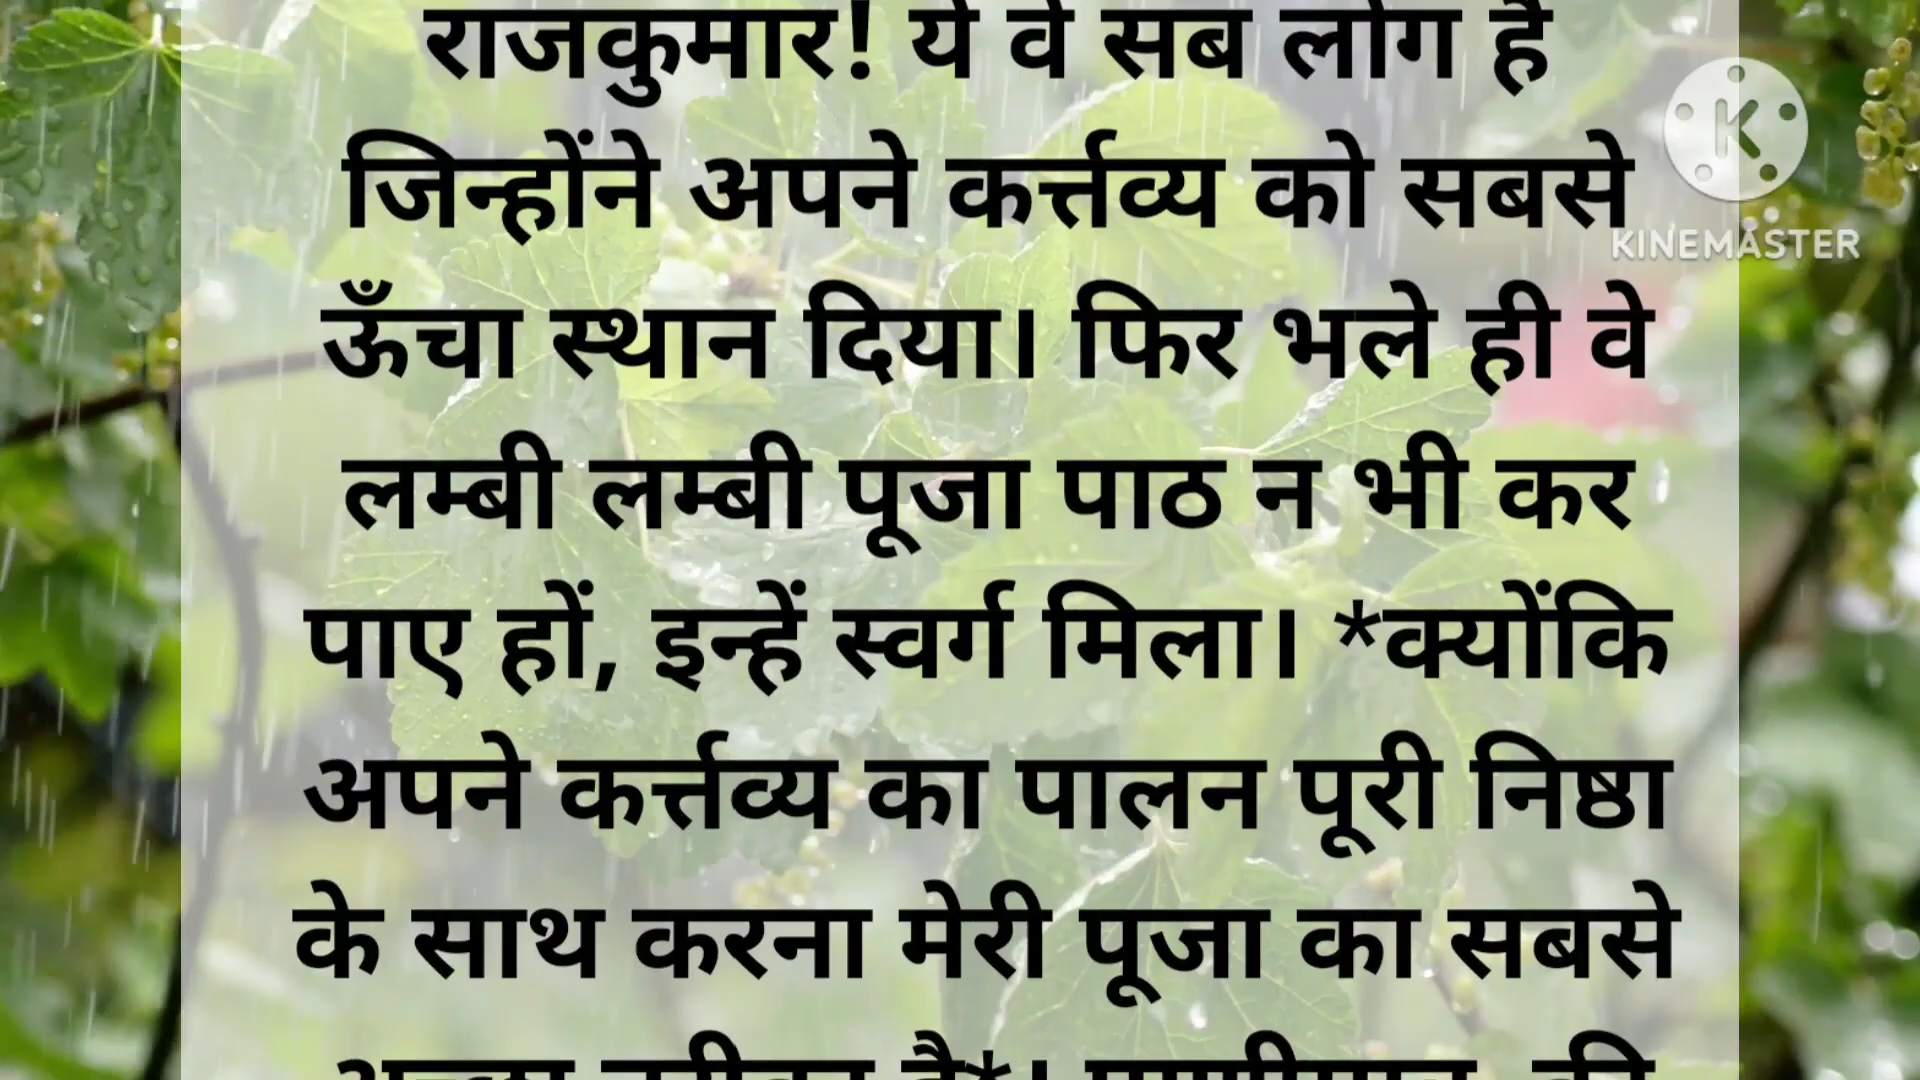 राजकुमार! ये वे सब लोग हैं
जिन्होंने अपने कर्त्तव्य को सबसे
ऊँचा स्थान दिया। फिर भले ही वे
लम्बी लम्बी पूजा पाठ न भी कर
पाए हों, इन्हें स्वर्ग मिला। *क्योंकि
अपने कर्त्तव्य का पालन पूरी निष्ठा
के साथ करना मेरी पूजा का सबसे
KINEMASTER